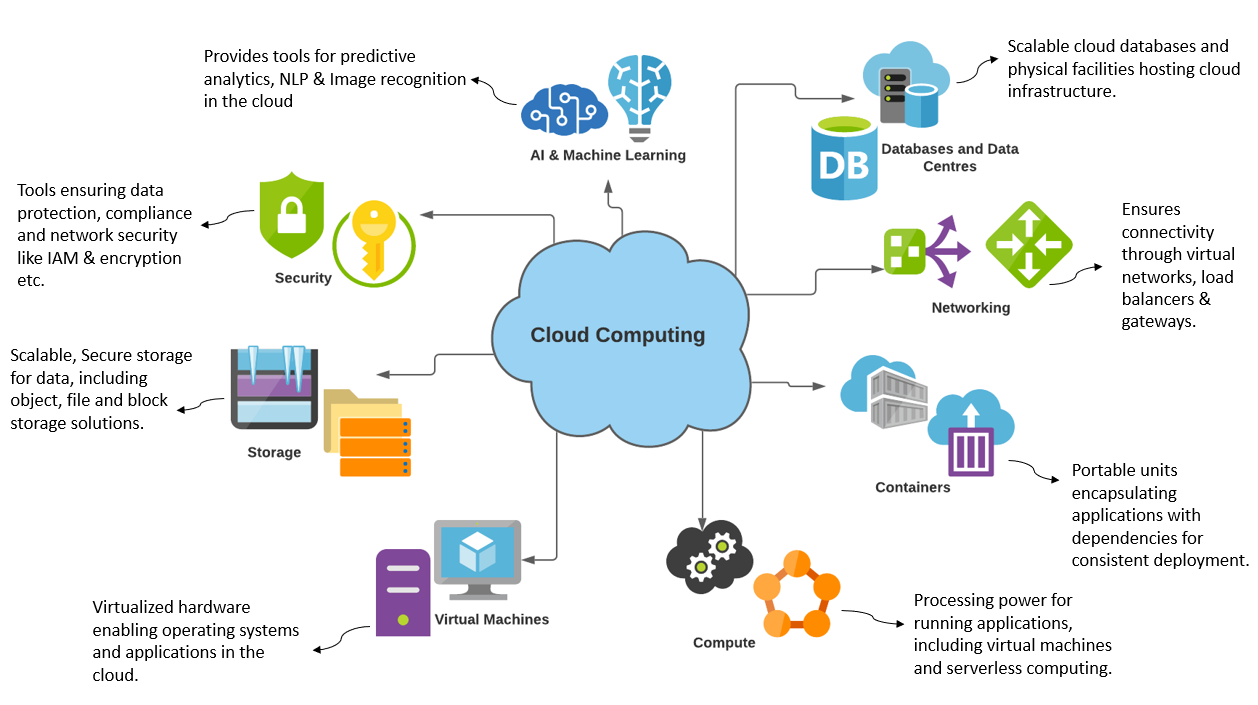 Provides tools for predictive
analytics, NLP & Image recognition
in the cloud
AI & Machine Learning
Scalable cloud databases and
physical facilities hosting cloud
infrastructure.
DB
Databases and Data
Centres
Tools ensuring data
protection, compliance
and network security
like IAM & encryption
etc.
Security
Ensures
connectivity
through virtual
networks, load
balancers &
gateways.
Networking
Cloud Computing
Scalable, Secure storage
for data, including
object, file and block
storage solutions.
Storage
Containers
Portable units
encapsulating
applications with
dependencies for
consistent deployment.
Virtualized hardware
enabling operating systems
and applications in the
cloud.
Virtual Machines
Compute
Processing power for
running applications,
including virtual machines
and serverless computing.